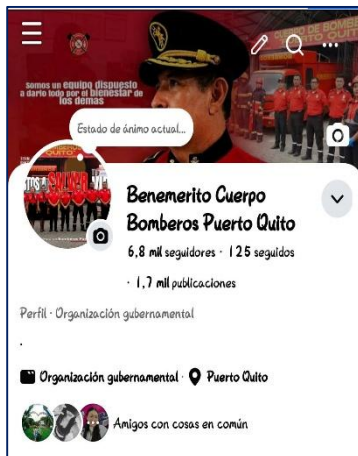 Somos un equipo dispuesto
a darlo todo por el bienestar de
los demás
Estado de ánimo actual...
Benemerito Cuerpo
Bomberos Puerto Quito
6,8 mil seguidores · 125 seguidos
· 1,7 mil publicaciones
Perfil · Organización gubernamental
.
Organización gubernamental · Puerto Quito
Amigos con cosas en común